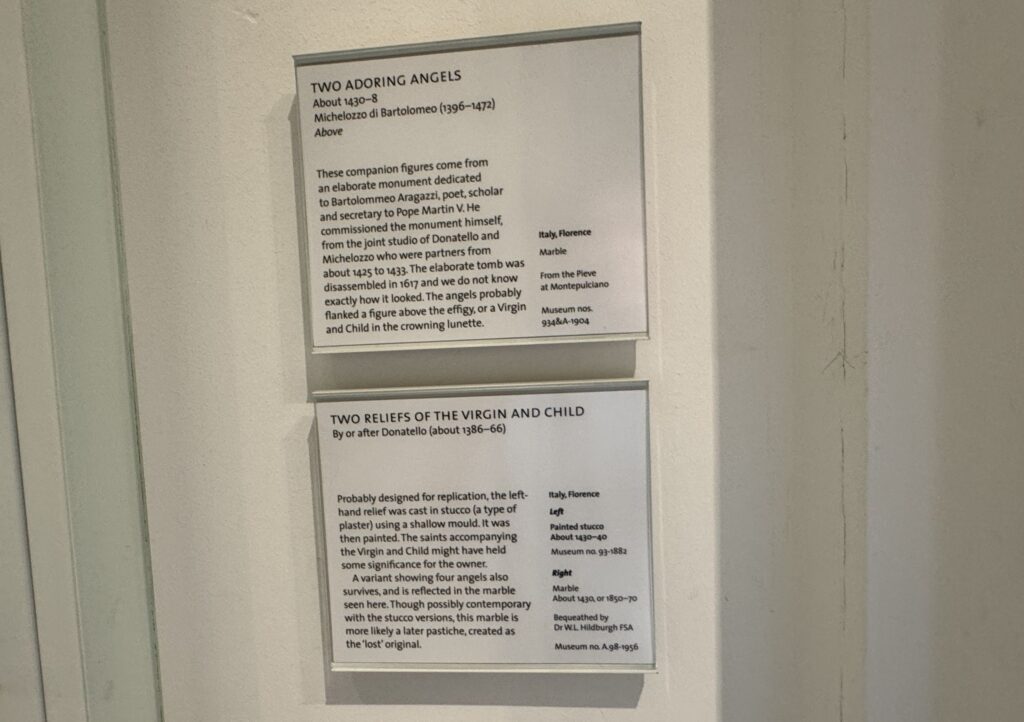 TWO ADORING ANGELS
About 1430–8
Michelozzo di Bartolomeo (1396–1472)
Above
These companion figures come from
an elaborate monument dedicated
to Bartolommeo Aragazzi, poet, scholar
and secretary to Pope Martin V. He
commissioned the monument himself,
from the joint studio of Donatello and
Michelozzo who were partners from
about 1425 to 1433. The elaborate tomb was
disassembled in 1617 and we do not know
exactly how it looked. The angels probably
flanked a figure above the effigy, or a Virgin
and Child in the crowning lunette.
Italy, Florence
Marble
From the Pieve
at Montepulciano
Museum nos.
934&A-1904
TWO RELIEFS OF THE VIRGIN AND CHILD
By or after Donatello (about 1386–66)
Probably designed for replication, the left-
hand relief was cast in stucco (a type of
plaster) using a shallow mould. It was
then painted. The saints accompanying
the Virgin and Child might have held
some significance for the owner.
A variant showing four angels also
survives, and is reflected in the marble
seen here. Though possibly contemporary
with the stucco versions, this marble is
more likely a later pastiche, created as
the 'lost' original.
Italy, Florence
Left
Painted stucco
About 1430–40
Museum no. 93-1882
Right
Marble
About 1430, or 1850–70
Bequeathed by
Dr W.L. Hildburgh FSA
Museum no. A.98-1956